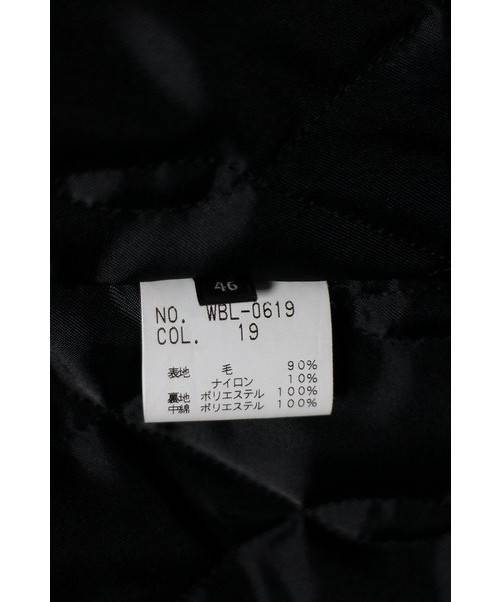 46
NO. WBL-0619
COL. 19
表地 毛 90%
ナイロン 10%
裏地 ポリエステル 100%
中綿 ポリエステル 100%